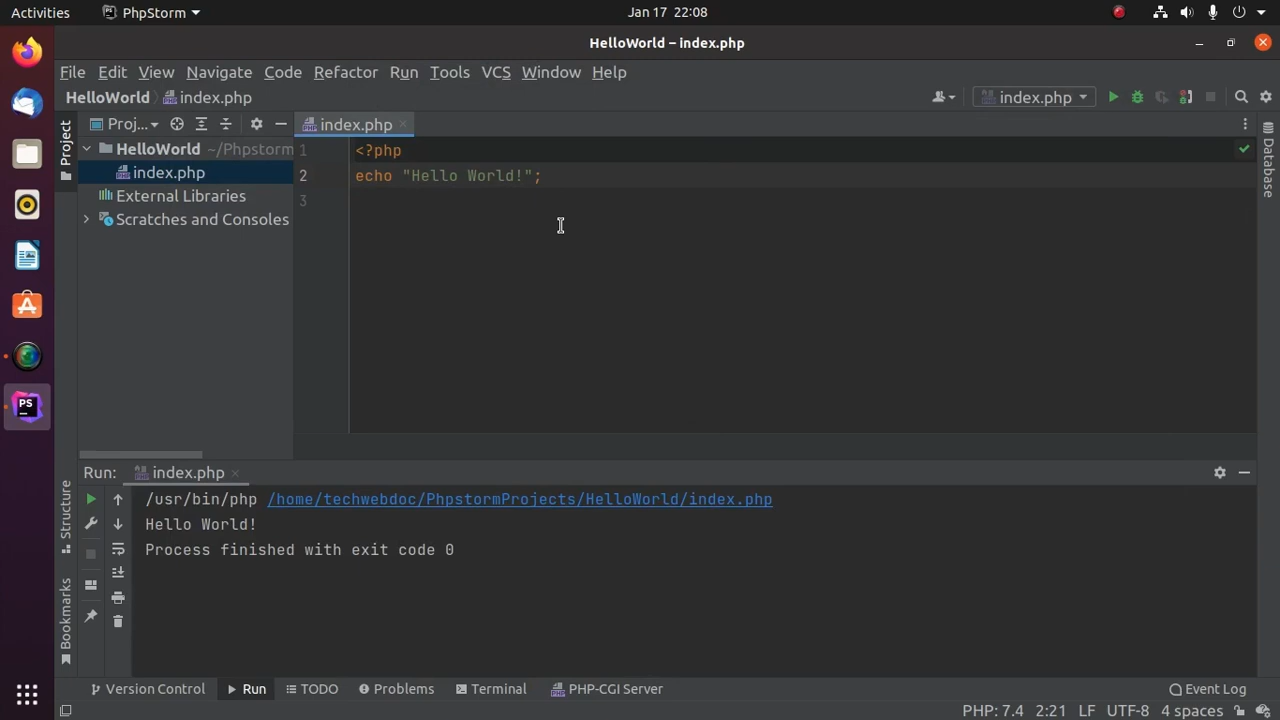 Activities PhpStorm Jan 17 22:08
HelloWorld – index.php
File Edit View Navigate Code Refactor Run Tools VCS Window Help
HelloWorld index.php index.php
Project Proj... index.php Database
HelloWorld ~/Phpstorm
index.php
External Libraries
Scratches and Consoles
1 <?php
2 echo "Hello World!";
3
Run: index.php
Structure
Bookmarks
/usr/bin/php /home/techwebdoc/PhpstormProjects/HelloWorld/index.php
Hello World!
Process finished with exit code 0
PS
Version Control Run TODO Problems Terminal PHP-CGI Server Event Log
PHP: 7.4 2:21 LF UTF-8 4 spaces